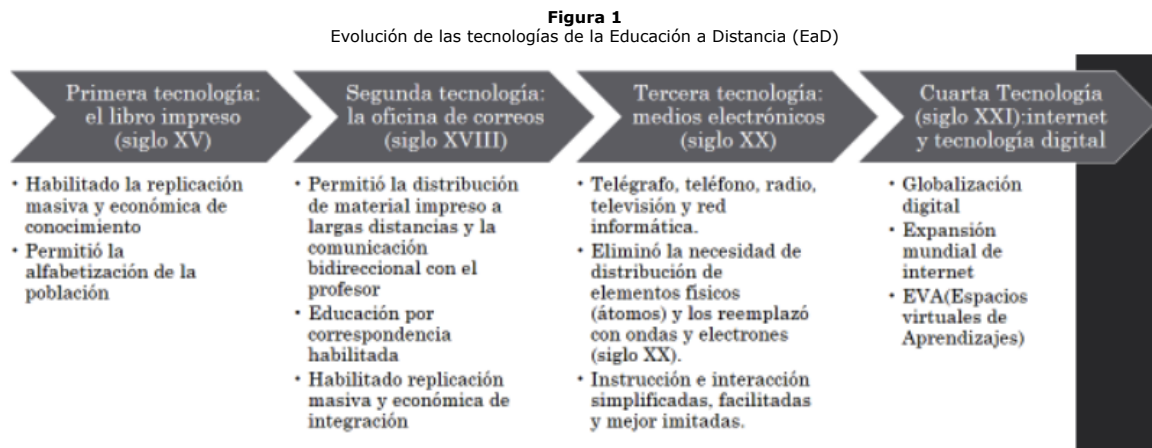 Figura 1
Evolución de las tecnologías de la Educación a Distancia (EaD)
Primera tecnología:
el libro impreso
(siglo XV)
• Habilitado la replicación
masiva y económica de
conocimiento
• Permitió la
alfabetización de la
población
Segunda tecnología:
la oficina de correos
(siglo XVIII)
• Permitió la distribución
de material impreso a
largas distancias y la
comunicación
bidireccional con el
profesor
• Educación por
correspondencia
habilitada
• Habilitado replicación
masiva y económica de
integración
Tercera tecnología:
medios electrónicos
(siglo XX)
• Telégrafo, teléfono, radio,
televisión y red
informática.
• Eliminó la necesidad de
distribución de
elementos físicos
(átomos) y los reemplazó
con ondas y electrones
(siglo XX).
• Instrucción e interacción
simplificadas, facilitadas
y mejor imitadas.
Cuarta Tecnología
(siglo XXI):internet
y tecnología digital
• Globalización
digital
• Expansión
mundial de
internet
• EVA(Espacios
virtuales de
Aprendizajes)